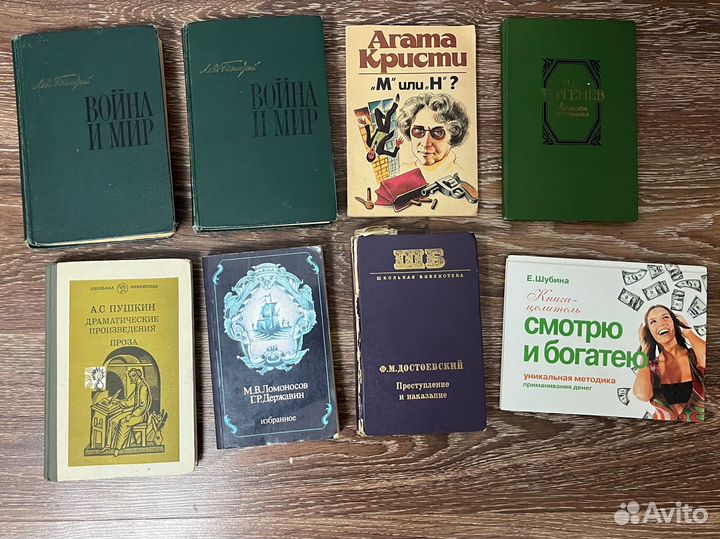 Лев Толстой
ВОЙНА
И МИР
Лев Толстой
ВОЙНА
И МИР
Агата
Кристи
„М" или „Н" ?
И.С.
ТУРГЕНЕВ
ШКОЛЬНАЯ БИБЛИОТЕКА
А.С. ПУШКИН
ДРАМАТИЧЕСКИЕ
ПРОИЗВЕДЕНИЯ
ПРОЗА
М.В.Ломоносов
Г.Р.Державин
избранное
ШБ
ШКОЛЬНАЯ БИБЛИОТЕКА
Ф.М.ДОСТОЕВСКИЙ
Преступление
и наказание
Е.Шубина
Книга-
целитель
смотрю
и богатею
уникальная методика
приманивания денег
Avito